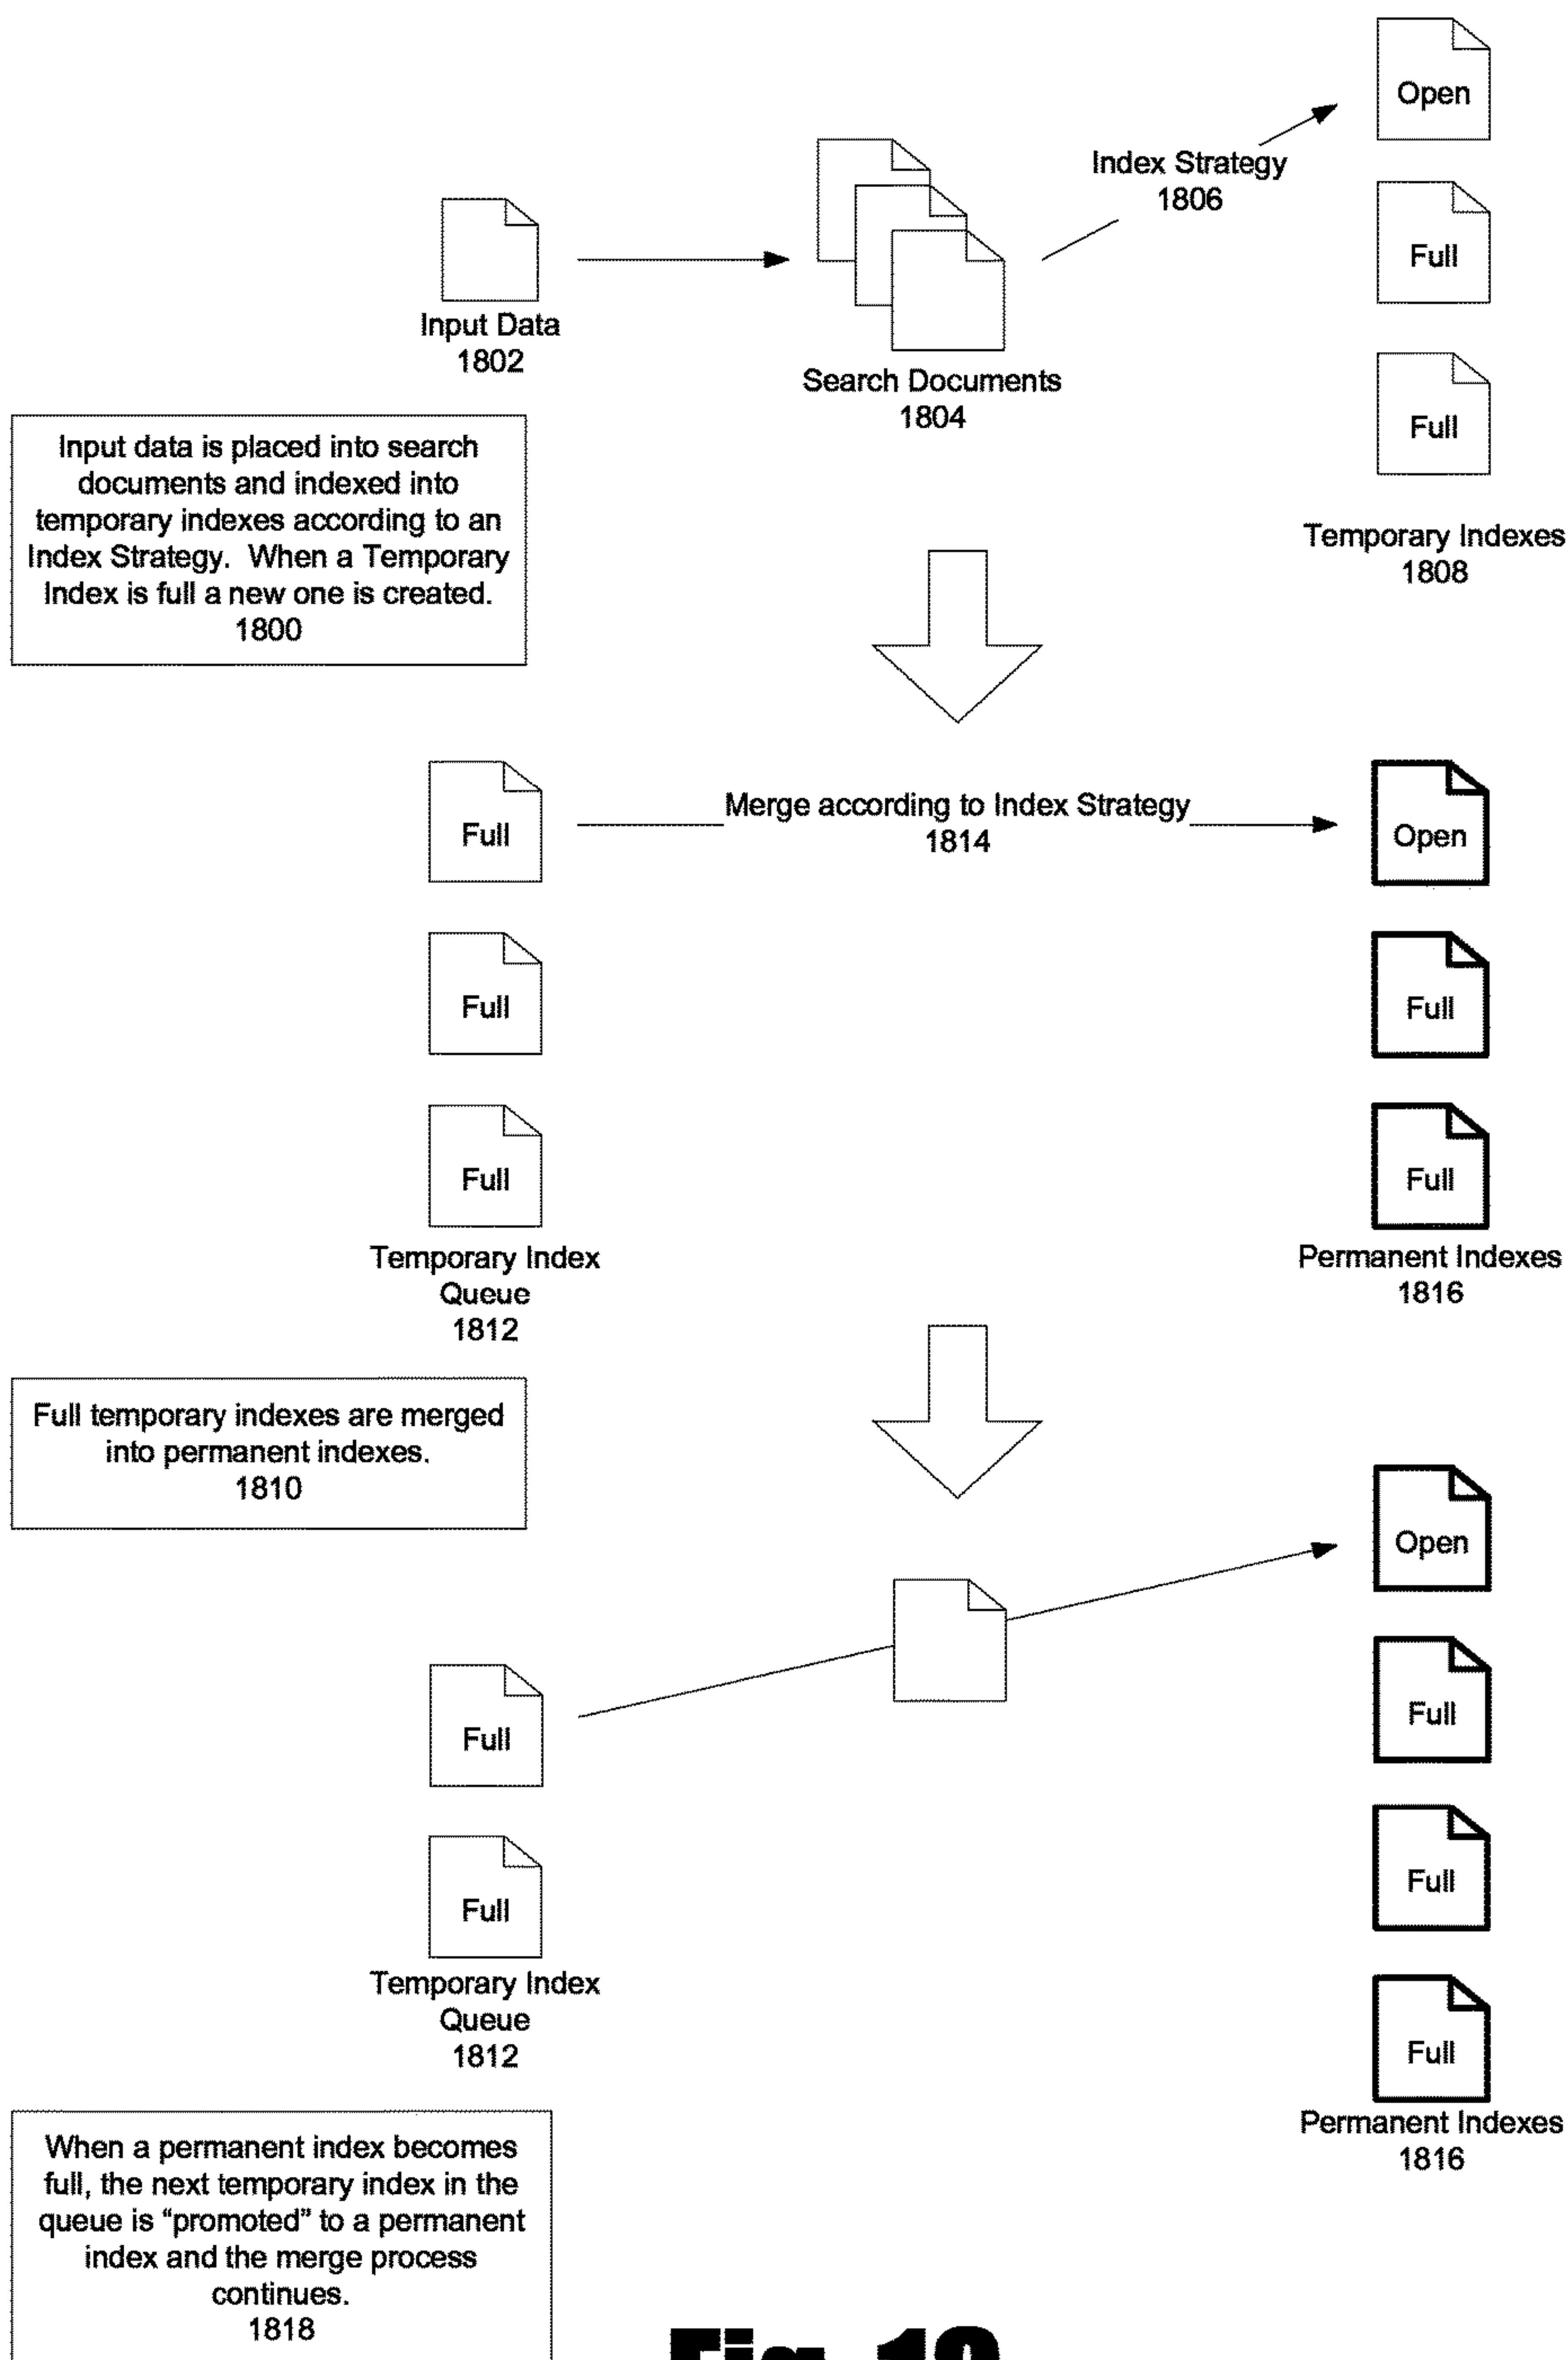 Open
Index Strategy
1806
Full
Input Data
1802
Search Documents
1804
Full
Temporary Indexes
1808
Input data is placed into search
documents and indexed into
temporary indexes according to an
Index Strategy. When a Temporary
Index is full a new one is created.
1800
Full
Merge according to Index Strategy
1814
Open
Full
Full
Full
Full
Temporary Index
Queue
1812
Permanent Indexes
1816
Full temporary indexes are merged
into permanent indexes.
1810
Open
Full
Full
Full
Full
Temporary Index
Queue
1812
Full
Permanent Indexes
1816
When a permanent index becomes
full, the next temporary index in the
queue is “promoted” to a permanent
index and the merge process
continues.
1818
Fig